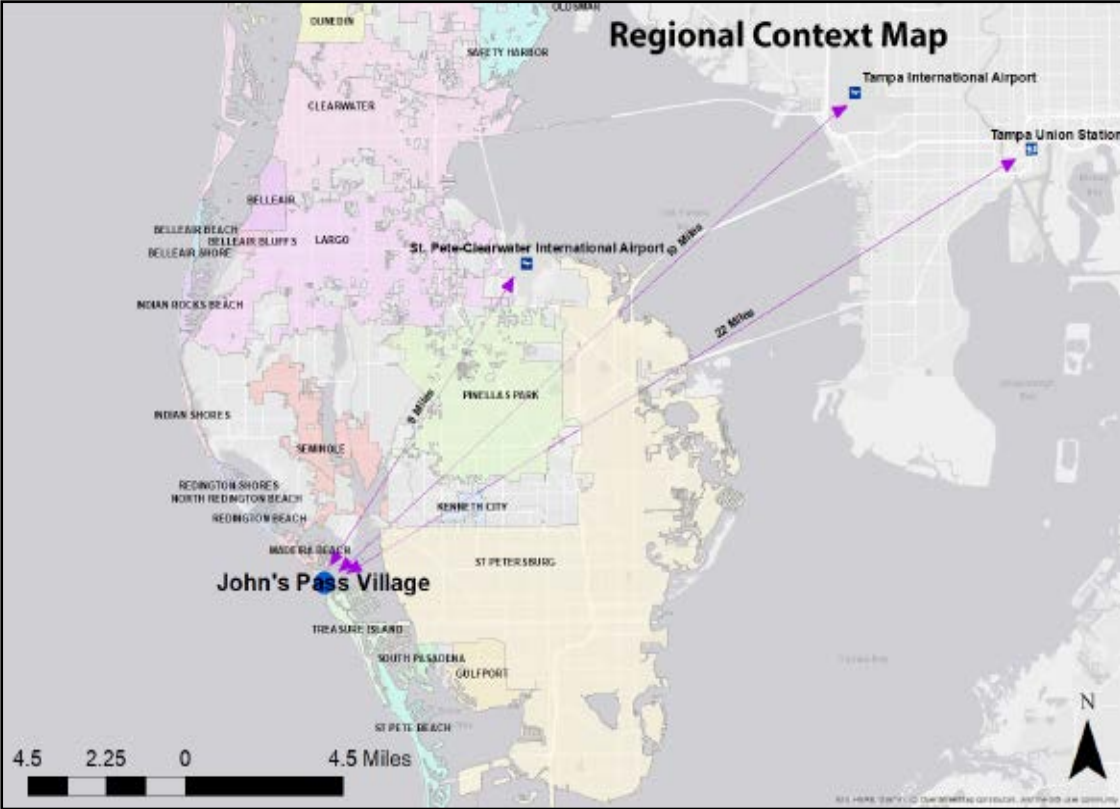 OLDSMAR
DUNEDIN
Regional Context Map
SAFETY HARBOR
Tampa International Airport
CLEARWATER
Tampa Union Station
BELLEAIR
BELLEAIR BEACH
BELLEAIR BLUFFS
LARGO
BELLEAIR SHORE
St. Pete-Clearwater International Airport
Miles
INDIAN ROCKS BEACH
22 Miles
PINELLAS PARK
Miles
INDIAN SHORES
SEMINOLE
REDINGTON SHORES
NORTH REDINGTON BEACH
KENNETH CITY
REDINGTON BEACH
MADEIRA BEACH
ST PETERSBURG
John's Pass Village
TREASURE ISLAND
SOUTH PASADENA
GULFPORT
N
ST PETE BEACH
4.5 2.25 0 4.5 Miles